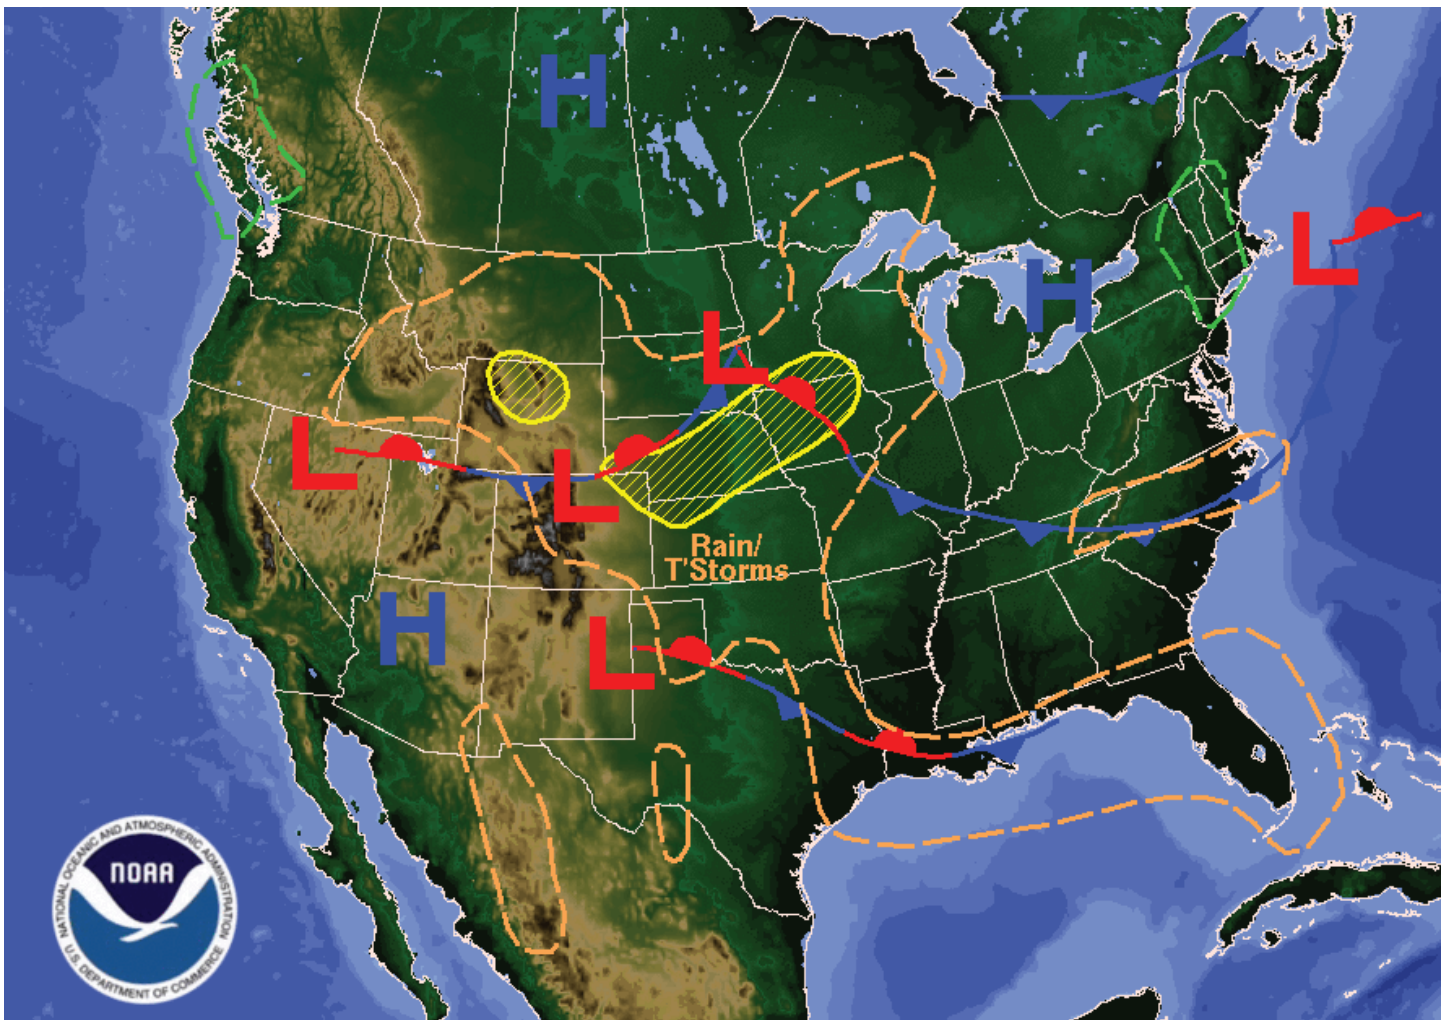 H
H
L
L
L
L
Rain/
T'Storms
H
L
NATIONAL OCEANIC AND ATMOSPHERIC ADMINISTRATION
NOAA
U.S. DEPARTMENT OF COMMERCE